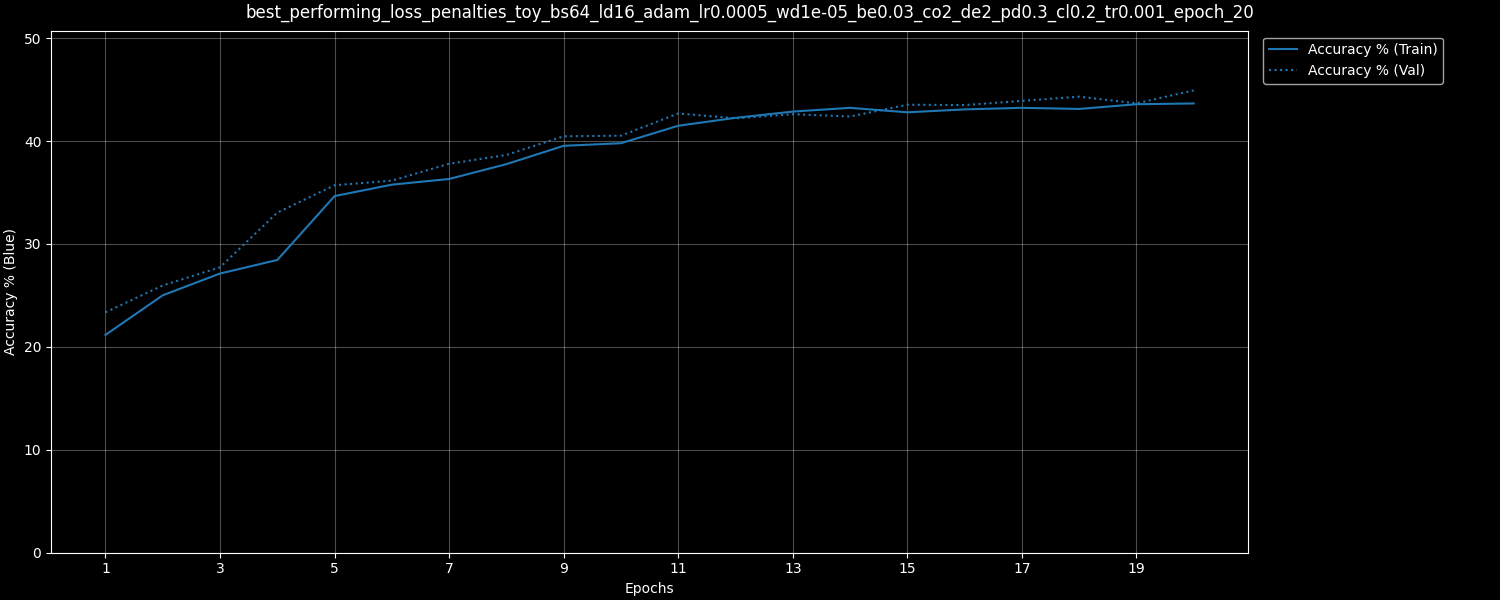 best_performing_loss_penalties_toy_bs64_ld16_adam_lr0.0005_wd1e-05_be0.03_co2_de2_pd0.3_cl0.2_tr0.001_epoch_20
Accuracy % (Train)
Accuracy % (Val)
Accuracy % (Blue)
50
40
30
20
10
0
1 3 5 7 9 11 13 15 17 19
Epochs